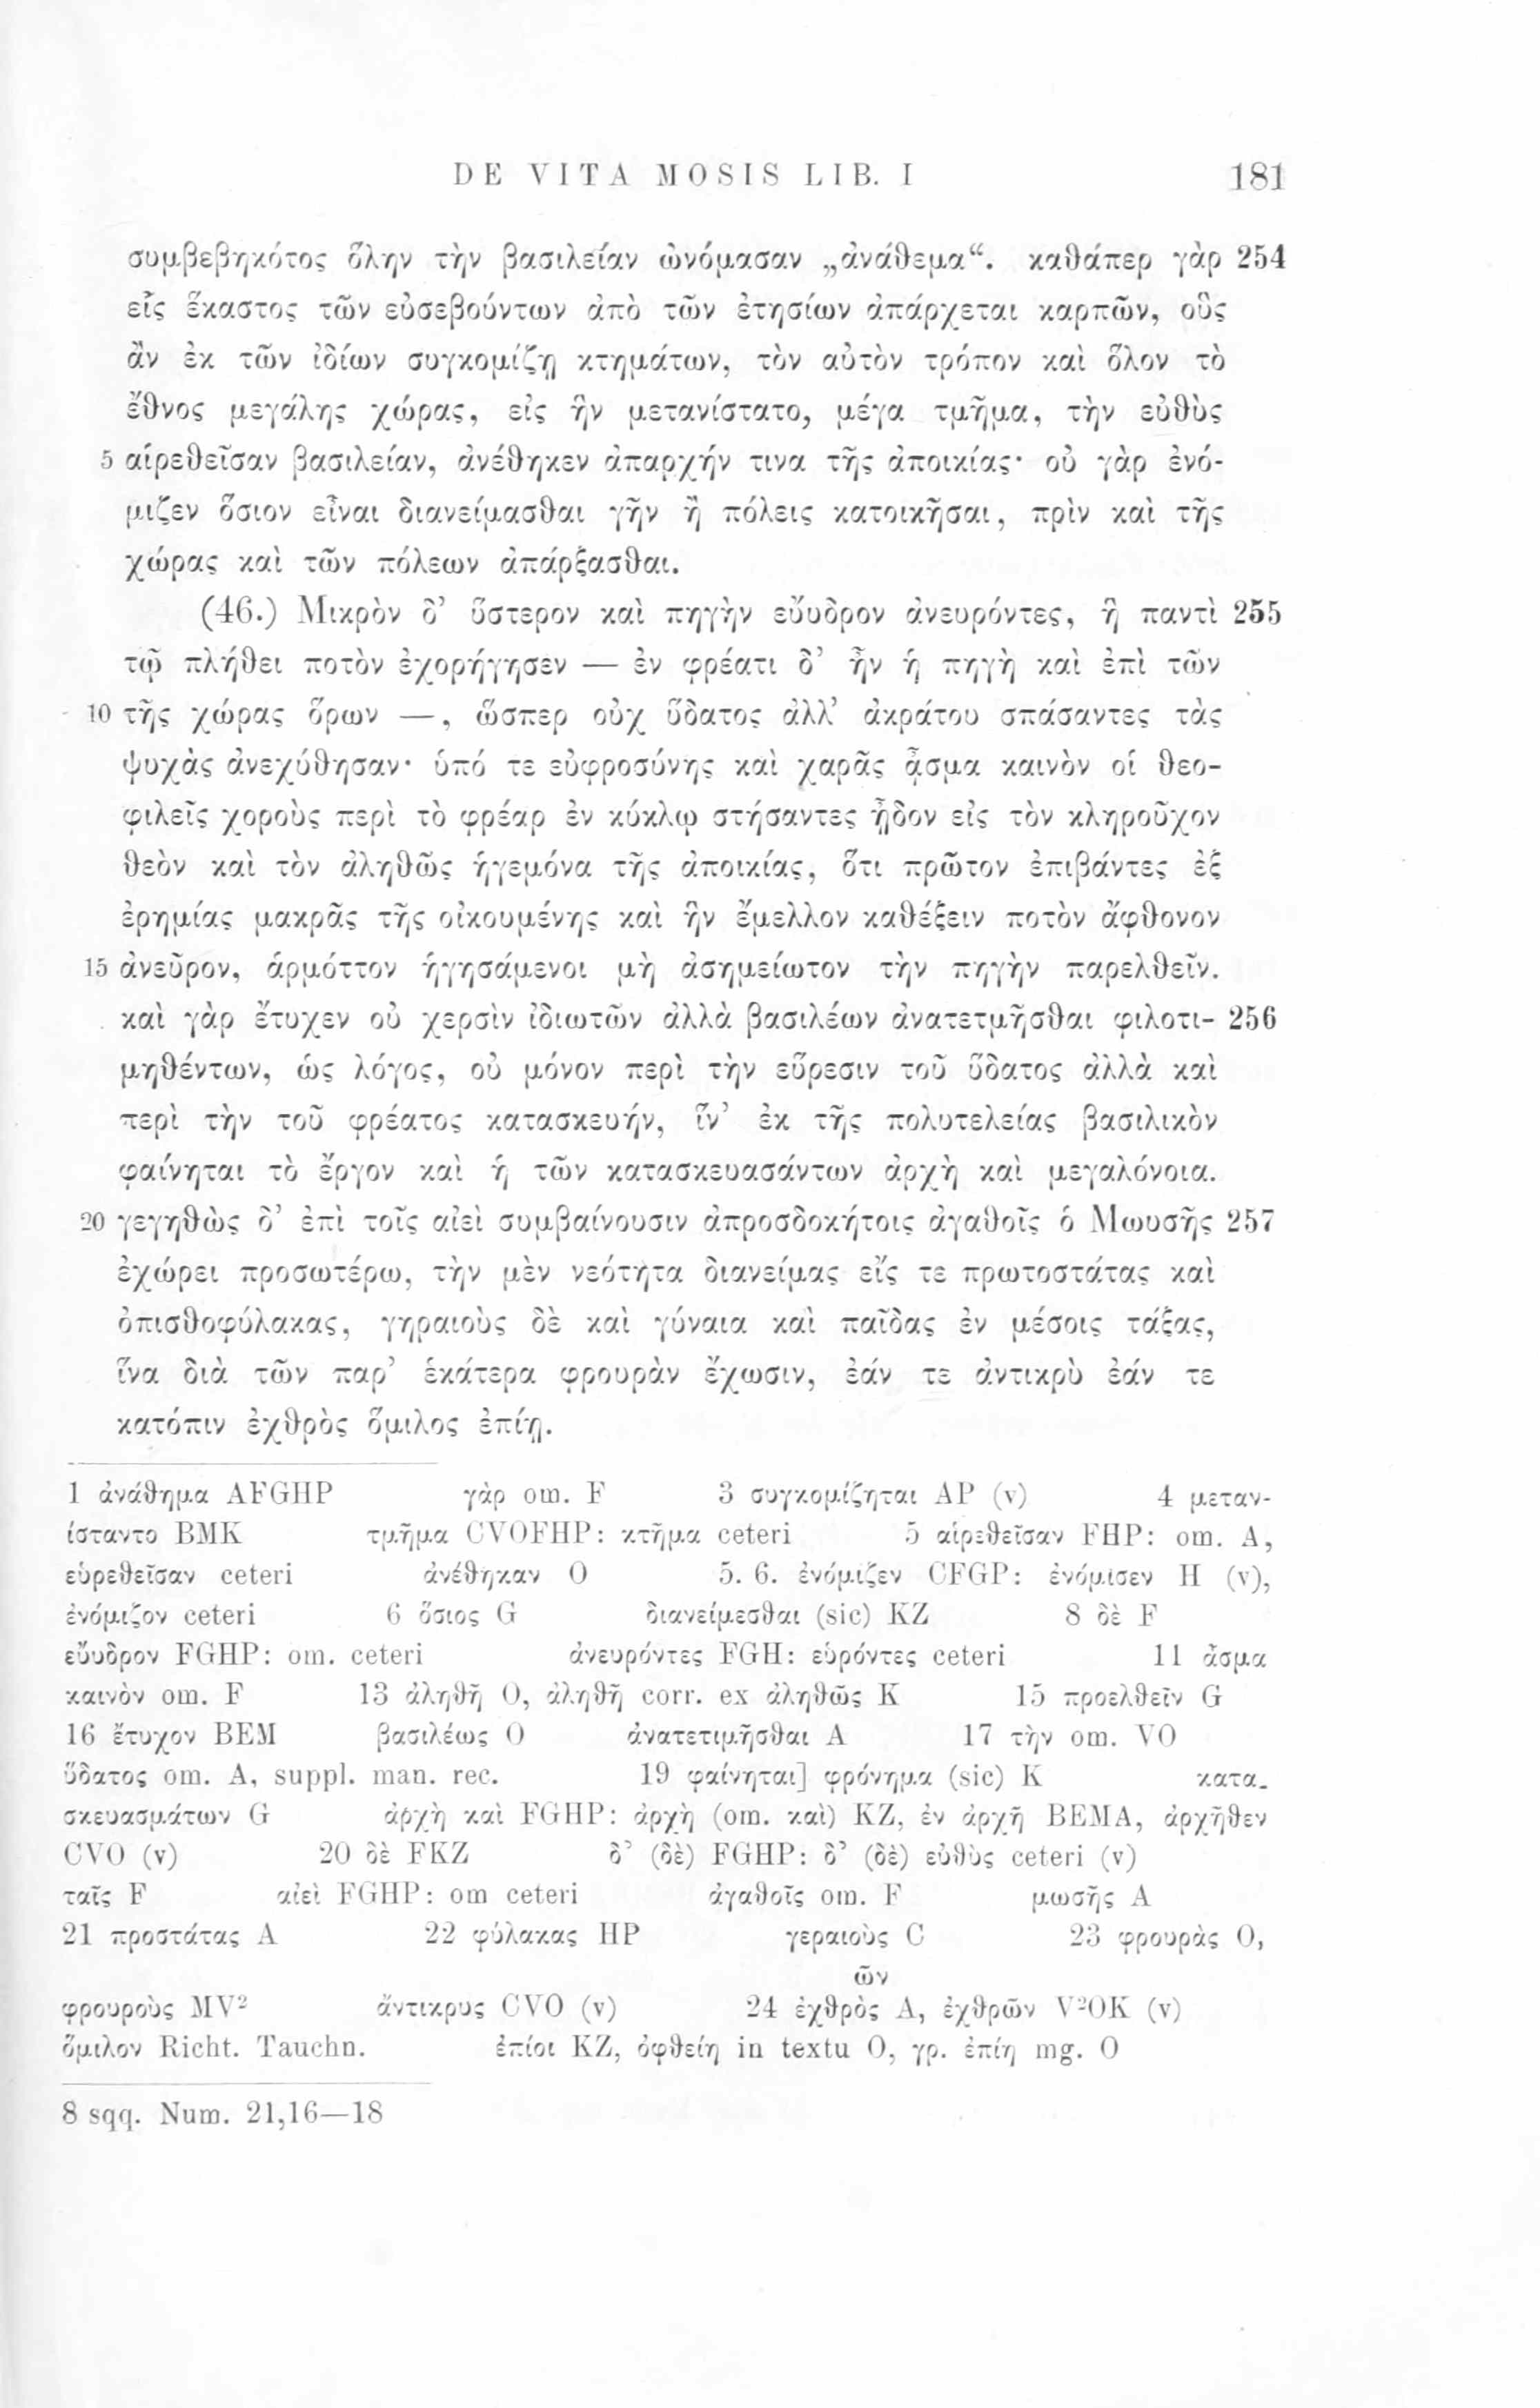 DE VITA MOSIS LIB. I 181
συμβεβηκότος ὅλην τὴν βασιλείαν ὠνόμασαν „ἀνάθεμα“. καθάπερ γὰρ 254
εἷς ἕκαστος τῶν εὐσεβούντων ἀπὸ τῶν ἐτησίων ἀπάρχεται καρπῶν, οὓς
ἂν ἐκ τῶν ἰδίων συγκομίζῃ κτημάτων, τὸν αὐτὸν τρόπον καὶ ὅλον τὸ
ἔθνος μεγάλης χώρας, εἰς ἣν μετανίστατο, μέγα τμῆμα, τὴν εὐθὺς
5 αἱρεθεῖσαν βασιλείαν, ἀνέθηκεν ἀπαρχήν τινα τῆς ἀποικίας· οὐ γὰρ ἐνό-
μιζεν ὅσιον εἶναι διανείμασθαι γῆν ἢ πόλεις κατοικῆσαι, πρὶν καὶ τῆς
χώρας καὶ τῶν πόλεων ἀπάρξασθαι.
(46.) Μικρὸν δ’ ὕστερον καὶ πηγὴν εὔυδρον ἀνευρόντες, ἣ παντὶ 255
τῷ πλήθει ποτὸν ἐχορήγησεν — ἐν φρέατι δ’ ἦν ἡ πηγὴ καὶ ἐπὶ τῶν
10 τῆς χώρας ὅρων —, ὥσπερ οὐχ ὕδατος ἀλλ’ ἀκράτου σπάσαντες τὰς
ψυχὰς ἀνεχύθησαν· ὑπό τε εὐφροσύνης καὶ χαρᾶς ᾆσμα καινὸν οἱ θεο-
φιλεῖς χοροὺς περὶ τὸ φρέαρ ἐν κύκλῳ στήσαντες ᾖδον εἰς τὸν κληροῦχον
θεὸν καὶ τὸν ἀληθῶς ἡγεμόνα τῆς ἀποικίας, ὅτι πρῶτον ἐπιβάντες ἐξ
ἐρημίας μακρᾶς τῆς οἰκουμένης καὶ ἣν ἔμελλον καθέξειν ποτὸν ἄφθονον
15 ἀνεῦρον, ἁρμόττον ἡγησάμενοι μὴ ἀσημείωτον τὴν πηγὴν παρελθεῖν.
καὶ γὰρ ἔτυχεν οὐ χερσὶν ἰδιωτῶν ἀλλὰ βασιλέων ἀνατετμῆσθαι φιλοτι- 256
μηθέντων, ὡς λόγος, οὐ μόνον περὶ τὴν εὕρεσιν τοῦ ὕδατος ἀλλὰ καὶ
περὶ τὴν τοῦ φρέατος κατασκευήν, ἵν’ ἐκ τῆς πολυτελείας βασιλικὸν
φαίνηται τὸ ἔργον καὶ ἡ τῶν κατασκευασάντων ἀρχὴ καὶ μεγαλόνοια.
20 γεγηθὼς δ’ ἐπὶ τοῖς αἰεὶ συμβαίνουσιν ἀπροσδοκήτοις ἀγαθοῖς ὁ Μωυσῆς 257
ἐχώρει προσωτέρω, τὴν μὲν νεότητα διανείμας εἴς τε πρωτοστάτας καὶ
ὀπισθοφύλακας, γηραιοὺς δὲ καὶ γύναια καὶ παῖδας ἐν μέσοις τάξας,
ἵνα διὰ τῶν παρ’ ἑκάτερα φρουρὰν ἔχωσιν, ἐάν τε ἀντικρὺ ἐάν τε
κατόπιν ἐχθρὸς ὅμιλος ἐπίῃ.
1 ἀνάθημα AFGHP γὰρ om. F 3 συγκομίζηται AP (v) 4 μεταν-
ίσταντο BMK τμῆμα CVOFHP: κτῆμα ceteri 5 αἱρεθεῖσαν FHP: om. A,
εὑρεθεῖσαν ceteri ἀνέθηκαν O 5. 6. ἐνόμιζεν CFGP: ἐνόμισεν H (v),
ἐνόμιζον ceteri 6 ὅσιος G διανείμεσθαι (sic) KZ 8 δὲ F
εὔυδρον FGHP: om. ceteri ἀνευρόντες FGH: εὑρόντες ceteri 11 ἆσμα
καινὸν om. F 13 ἀληθῆ O, ἀληθῆ corr. ex ἀληθῶς K 15 προελθεῖν G
16 ἔτυχον BEM βασιλέως O ἀνατετιμῆσθαι A 17 τὴν om. VO
ὕδατος om. A, suppl. man. rec. 19 φαίνηται] φρόνημα (sic) K κατα-
σκευασμάτων G ἀρχὴ καὶ FGHP: ἀρχὴ (om. καὶ) KZ, ἐν ἀρχῇ BEMA, ἀρχῆθεν
CVO (v) 20 δὲ FKZ δ’ (δὲ) FGHP: δ’ (δὲ) εὐθὺς ceteri (v)
ταῖς F αἰεὶ FGHP: om ceteri ἀγαθοῖς om. F μωσῆς A
21 προστάτας A 22 φύλακας HP γεραιοὺς C 23 φρουρὰς O,
ῶν
φρουροὺς MV² ἄντικρυς CVO (v) 24 ἐχθρὸς A, ἐχθρῶν V²OK (v)
ὅμιλον Richt. Tauchn. ἐπίοι KZ, ὀφθείη in textu O, γρ. ἐπίη mg. O
8 sqq. Num. 21,16—18